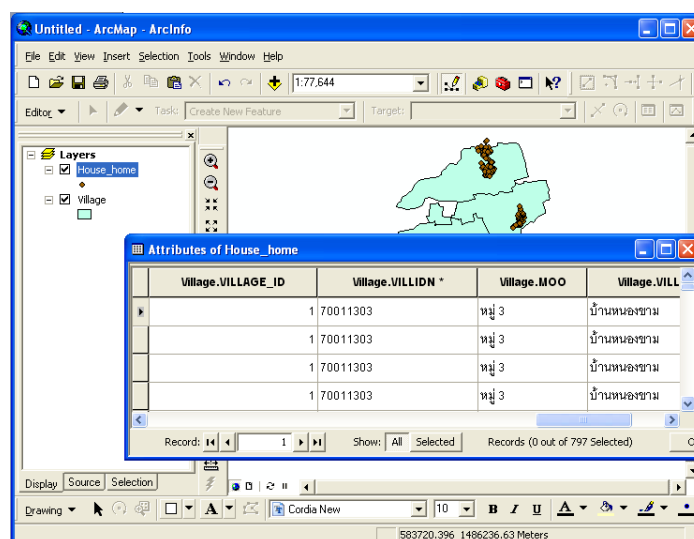 Untitled - ArcMap - ArcInfo
File Edit View Insert Selection Tools Window Help
1:77,644
Editor Task: Create New Feature Target:
Layers
House_home
Village
Attributes of House_home
Village.VILLAGE_ID Village.VILLIDN * Village.MOO Village.VILL
1 70011303 หมู่ 3 บ้านหนองขาม
1 70011303 หมู่ 3 บ้านหนองขาม
1 70011303 หมู่ 3 บ้านหนองขาม
1 70011303 หมู่ 3 บ้านหนองขาม
Record: 1 Show: All Selected Records (0 out of 797 Selected) O
Display Source Selection
Drawing A Cordia New 10 B I U A
583720.396 1486236.63 Meters